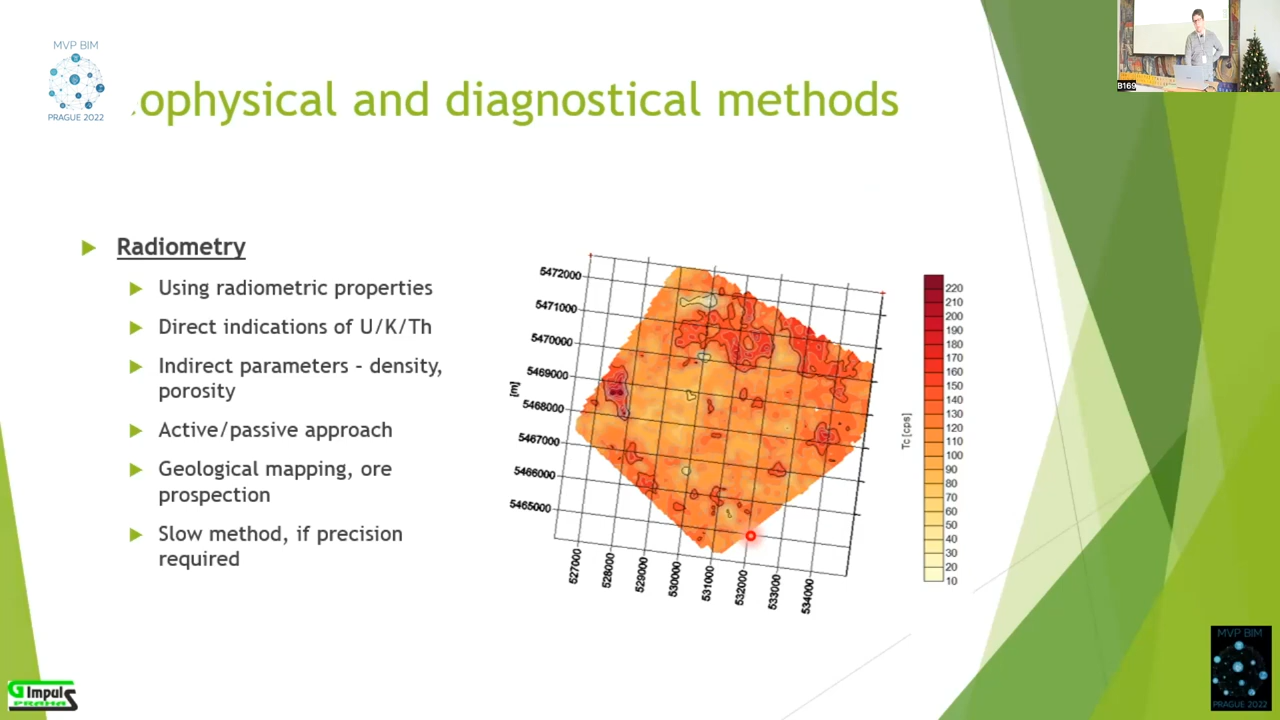 MVP BIM
PRAGUE 2022
ophysical and diagnostical methods
B169
Radiometry
Using radiometric properties
Direct indications of U/K/Th
Indirect parameters – density,
porosity
Active/passive approach
Geological mapping, ore
prospection
Slow method, if precision
required
5472000
5471000
5470000
5469000
5468000
5467000
5466000
5465000
[m]
527000
528000
529000
530000
531000
532000
533000
534000
Tc [cps]
220
210
200
190
180
170
160
150
140
130
120
110
100
90
80
70
60
50
40
30
20
10
G Impuls
PRAHA
MVP BIM
PRAGUE 2022